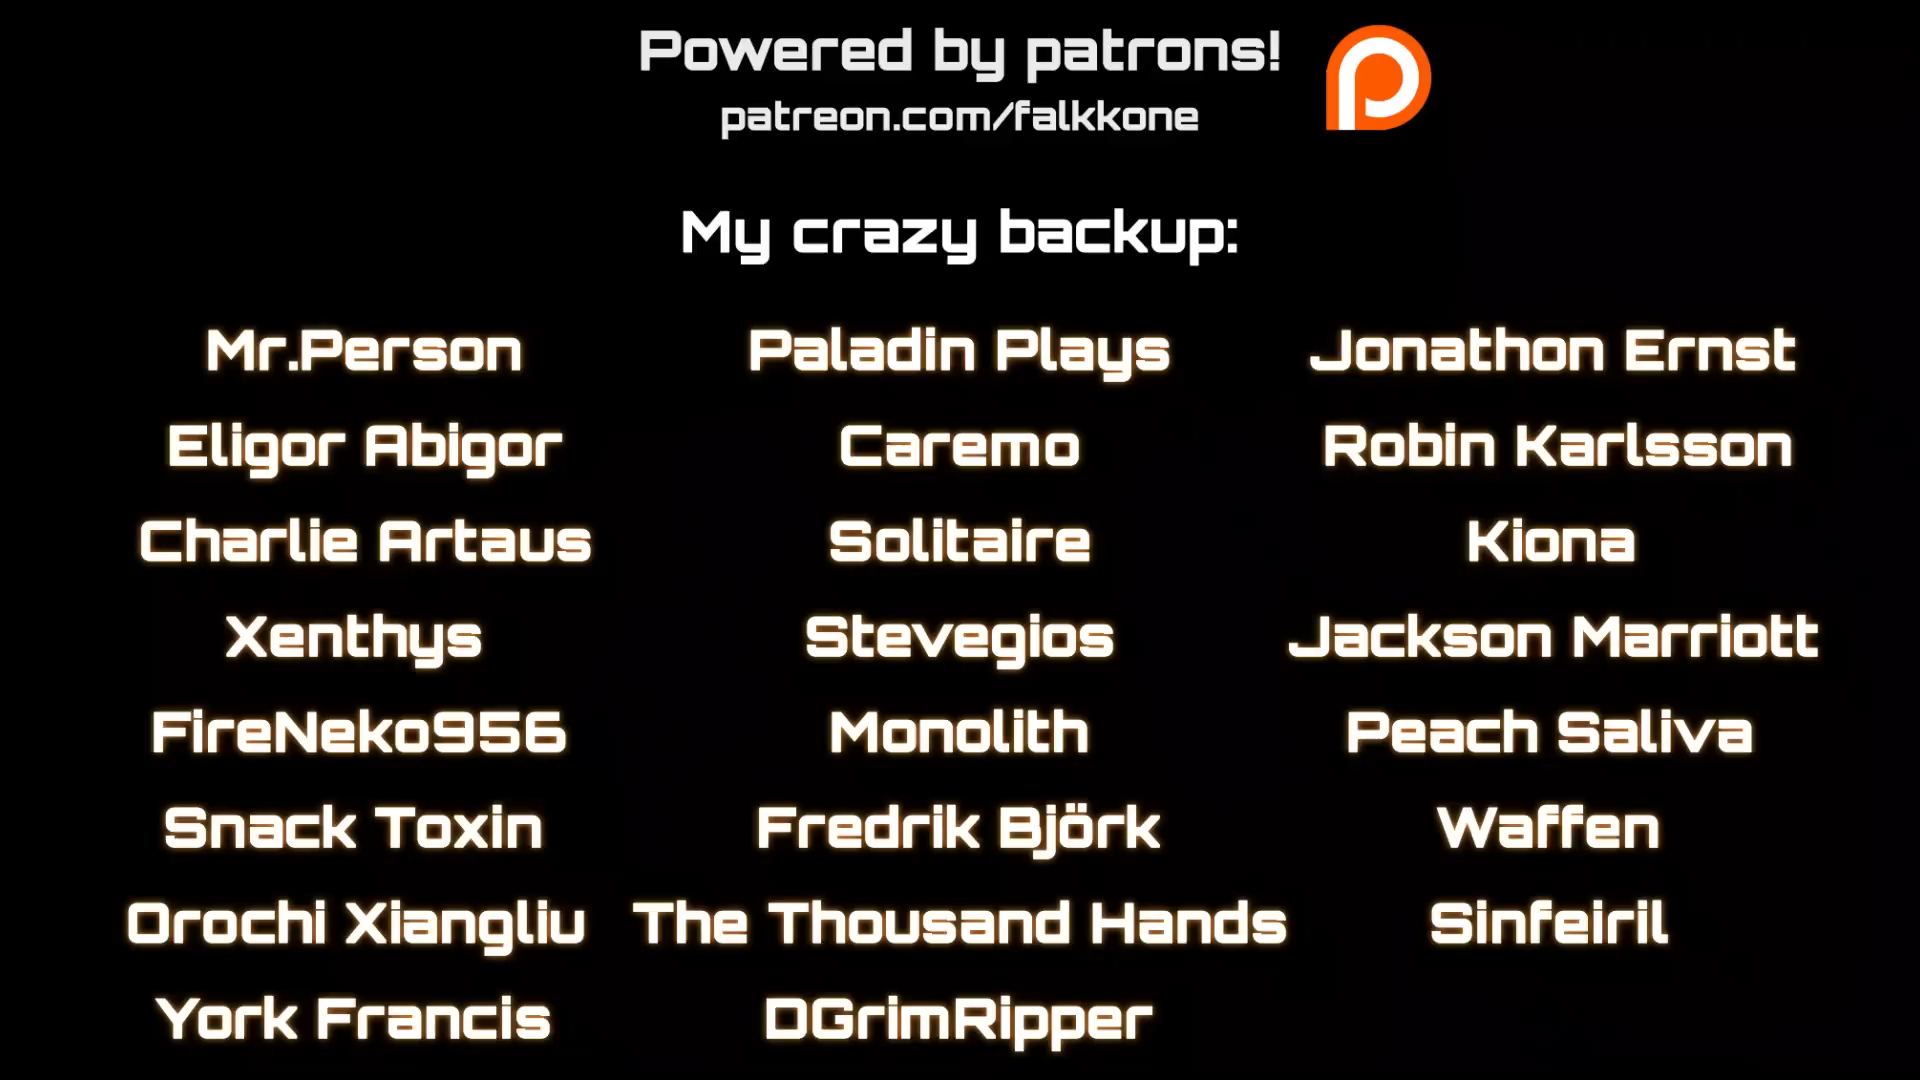 Powered by patrons!
patreon.com/falkkone
My crazy backup:
Mr.Person Paladin Plays Jonathon Ernst
Eligor Abigor Caremo Robin Karlsson
Charlie Artaus Solitaire Kiona
Xenthys Stevegios Jackson Marriott
FireNeko956 Monolith Peach Saliva
Snack Toxin Fredrik Björk Waffen
Orochi Xiangliu The Thousand Hands Sinfeiril
York Francis DGrimRipper